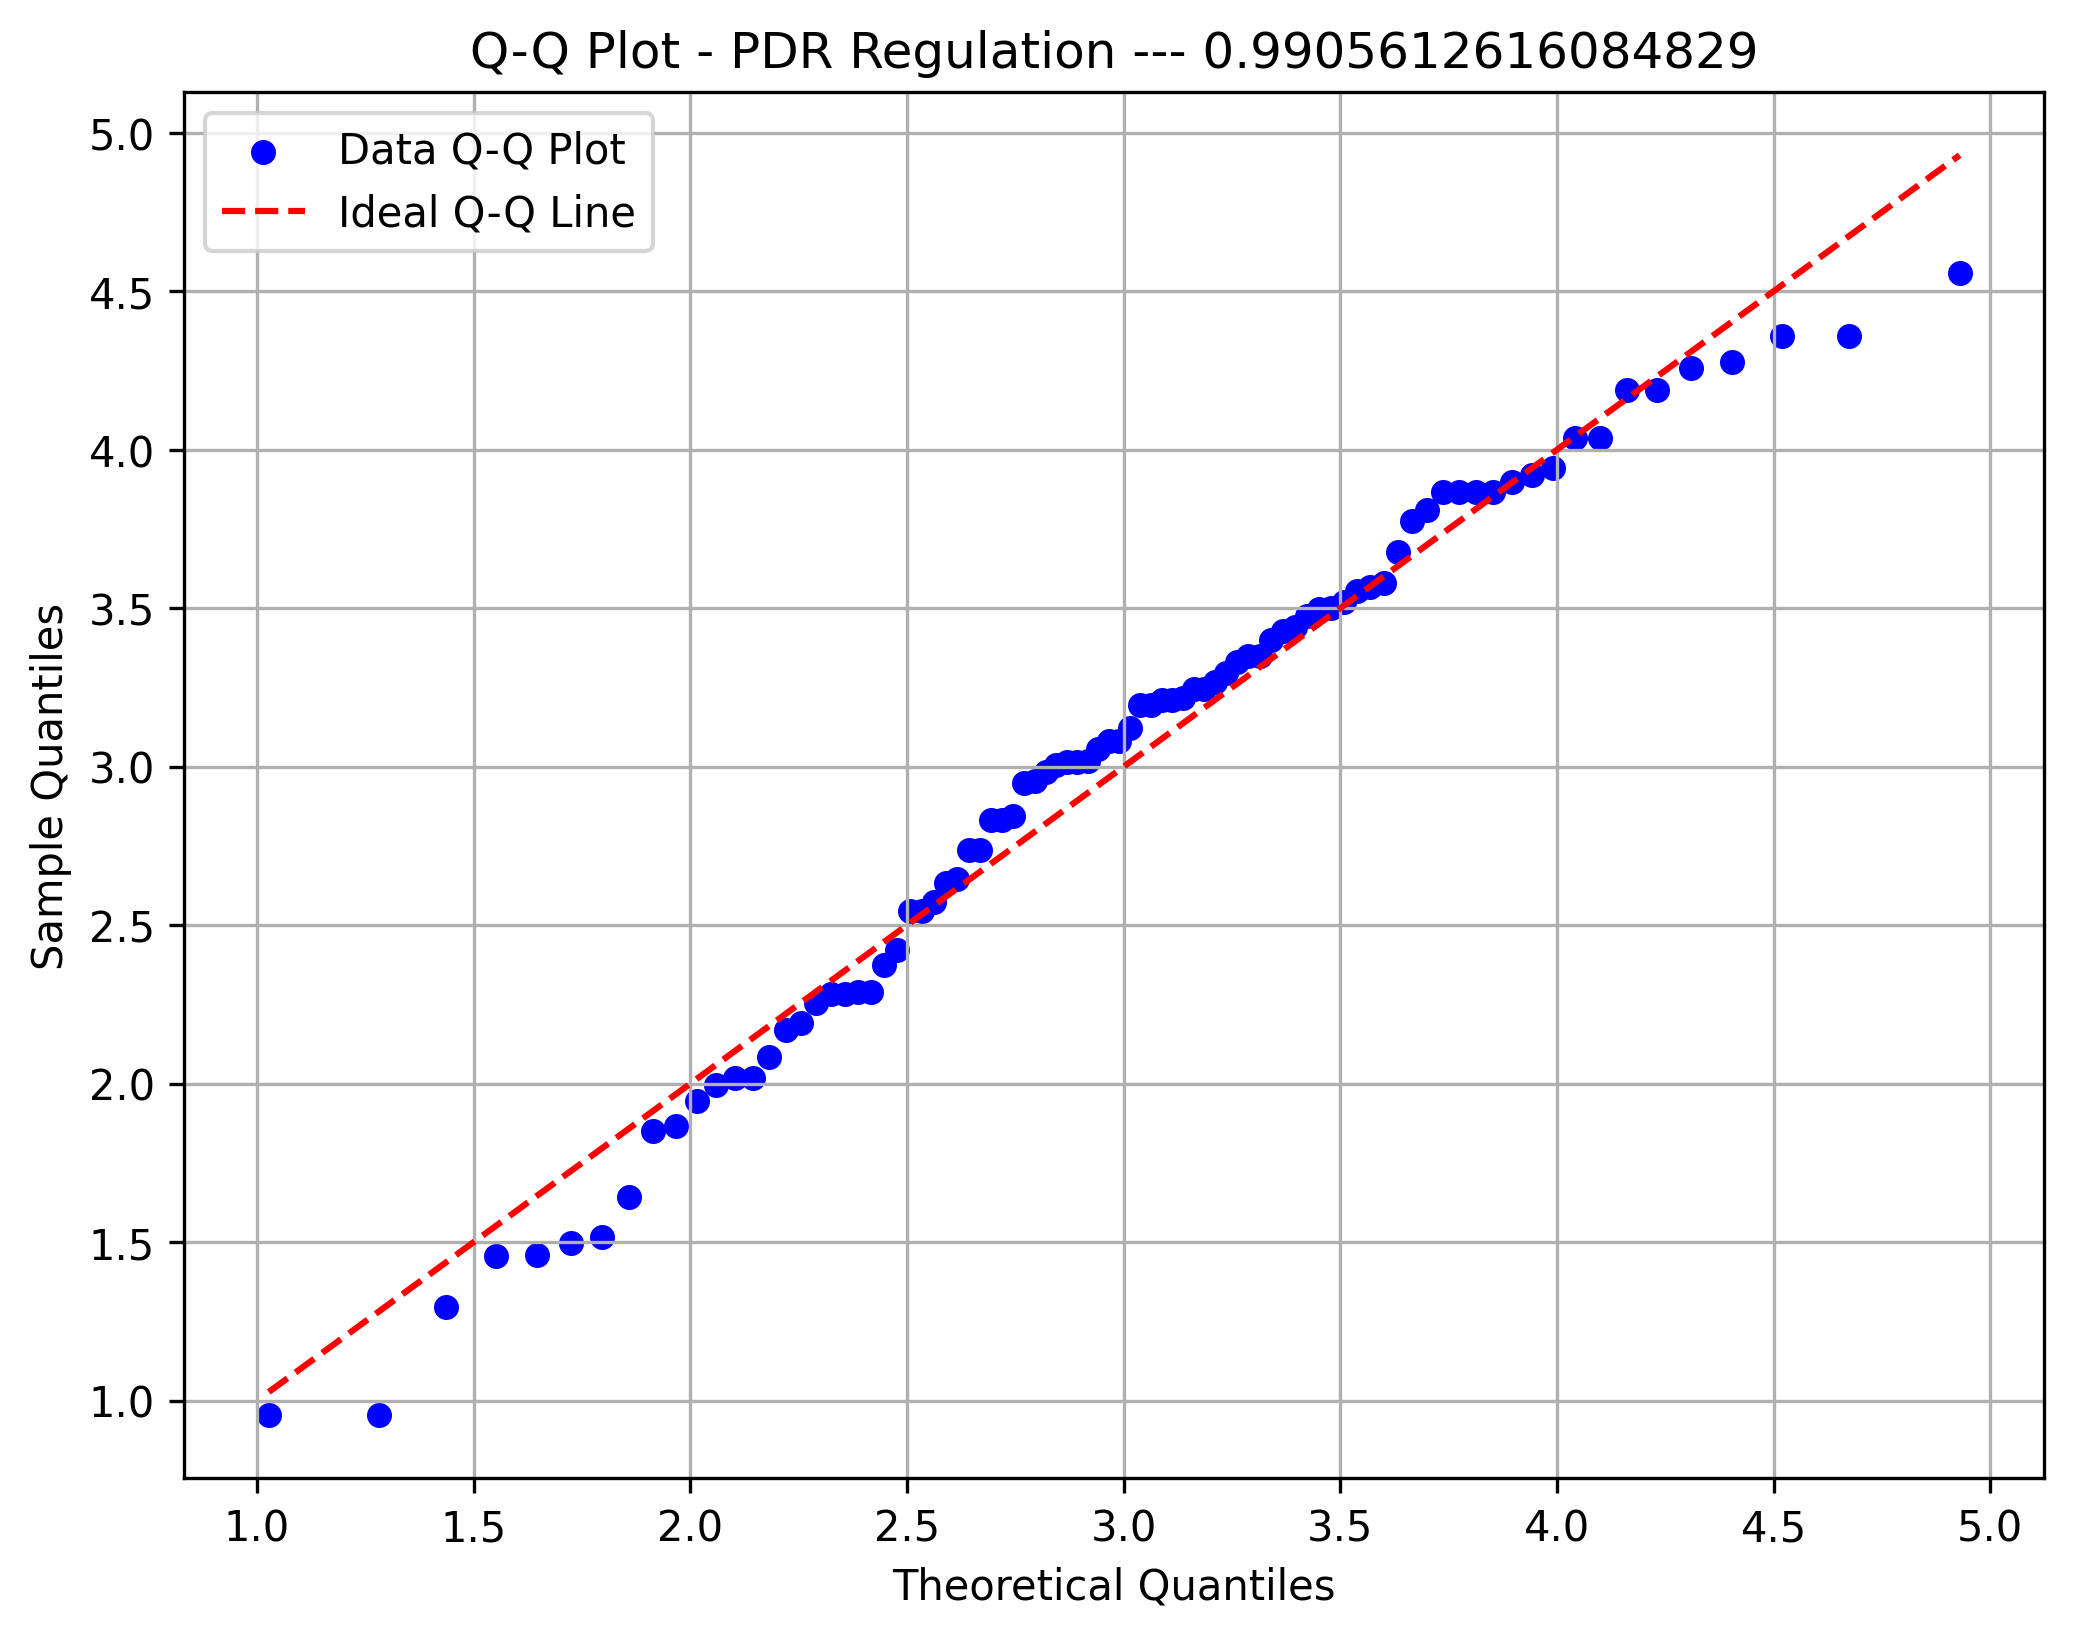 Q-Q Plot - PDR Regulation --- 0.9905612616084829
Data Q-Q Plot
Ideal Q-Q Line
5.0
4.5
4.0
3.5
3.0
2.5
2.0
1.5
1.0
Sample Quantiles
1.0 1.5 2.0 2.5 3.0 3.5 4.0 4.5 5.0
Theoretical Quantiles